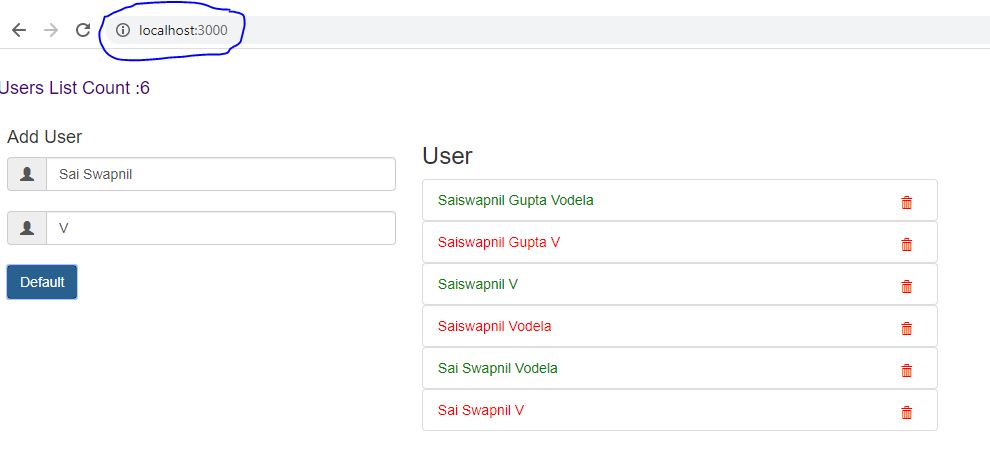 localhost:3000
Users List Count :6
Add User
Sai Swapnil
V
Default
User
Saiswapnil Gupta Vodela
Saiswapnil Gupta V
Saiswapnil V
Saiswapnil Vodela
Sai Swapnil Vodela
Sai Swapnil V